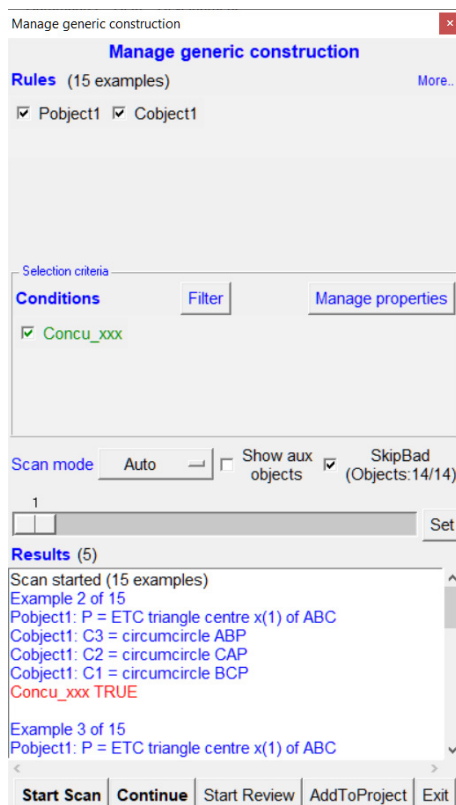 Manage generic construction
×
Manage generic construction
Rules (15 examples)
More..
Pobject1 Cobject1
Selection criteria
Conditions Filter Manage properties
Concu_xxx
Scan mode Auto Show aux objects SkipBad (Objects:14/14)
1
Set
Results (5)
Scan started (15 examples)
Example 2 of 15
Pobject1: P = ETC triangle centre x(1) of ABC
Cobject1: C3 = circumcircle ABP
Cobject1: C2 = circumcircle CAP
Cobject1: C1 = circumcircle BCP
Concu_xxx TRUE
Example 3 of 15
Pobject1: P = ETC triangle centre x(1) of ABC
Start Scan Continue Start Review AddToProject Exit